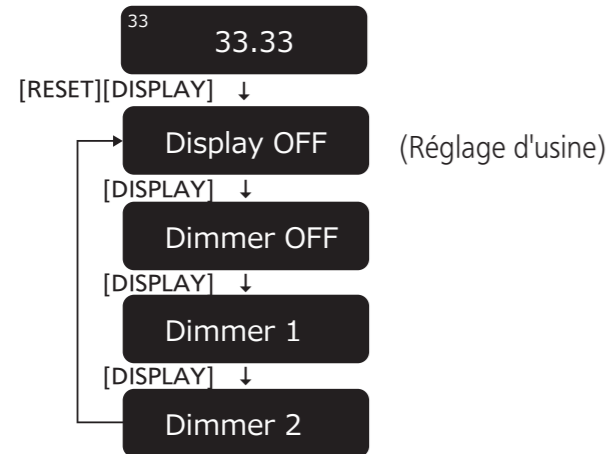 33
33.33
[RESET][DISPLAY] ↓
Display OFF (Réglage d'usine)
[DISPLAY] ↓
Dimmer OFF
[DISPLAY] ↓
Dimmer 1
[DISPLAY] ↓
Dimmer 2